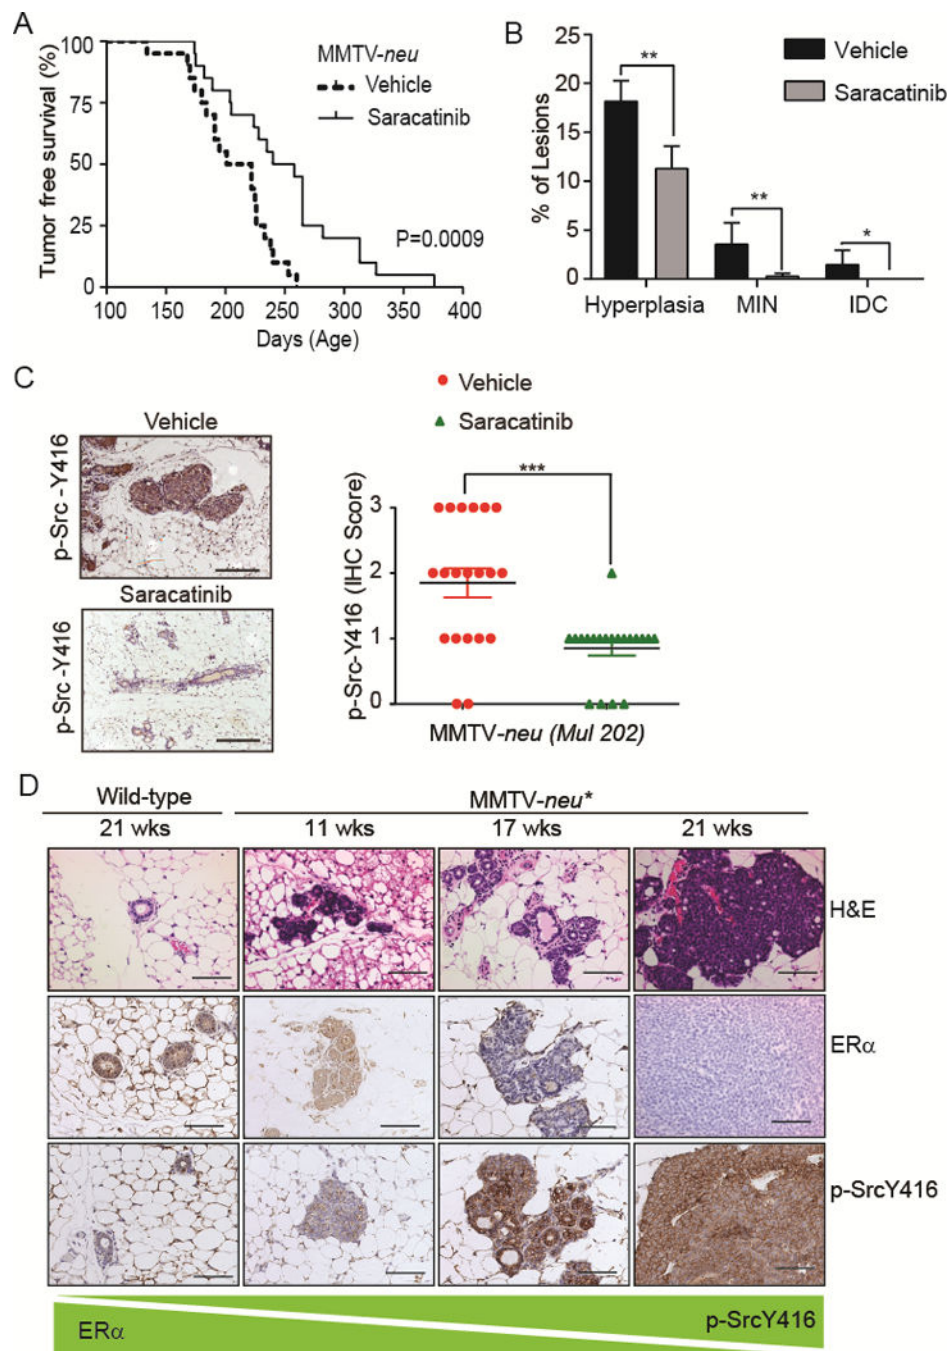 A
MMTV-neu
Vehicle
Saracatinib
P=0.0009
Tumor free survival (%)
100
75
50
25
0
100 150 200 250 300 350 400
Days (Age)
B
Vehicle
Saracatinib
% of Lesions
25
20
15
10
5
0
** ** *
Hyperplasia MIN IDC
C
Vehicle
p-Src -Y416
Saracatinib
p-Src -Y416
Vehicle
Saracatinib
***
p-Src-Y416 (IHC Score)
3
2
1
0
MMTV-neu (Mul 202)
D
Wild-type MMTV-neu*
21 wks 11 wks 17 wks 21 wks
H&E
ERα
p-SrcY416
ERα p-SrcY416